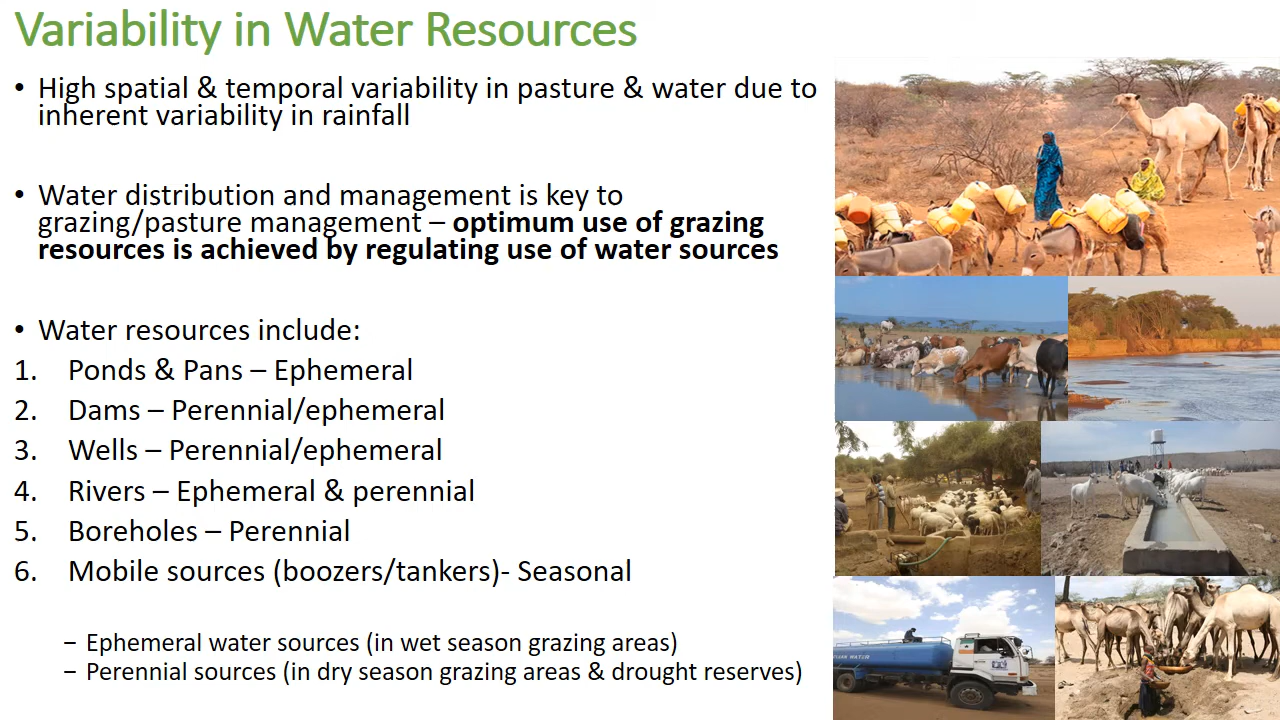 Variability in Water Resources
• High spatial & temporal variability in pasture & water due to
inherent variability in rainfall
• Water distribution and management is key to
grazing/pasture management – optimum use of grazing
resources is achieved by regulating use of water sources
• Water resources include:
1. Ponds & Pans – Ephemeral
2. Dams – Perennial/ephemeral
3. Wells – Perennial/ephemeral
4. Rivers – Ephemeral & perennial
5. Boreholes – Perennial
6. Mobile sources (boozers/tankers)- Seasonal
– Ephemeral water sources (in wet season grazing areas)
– Perennial sources (in dry season grazing areas & drought reserves)
WATER